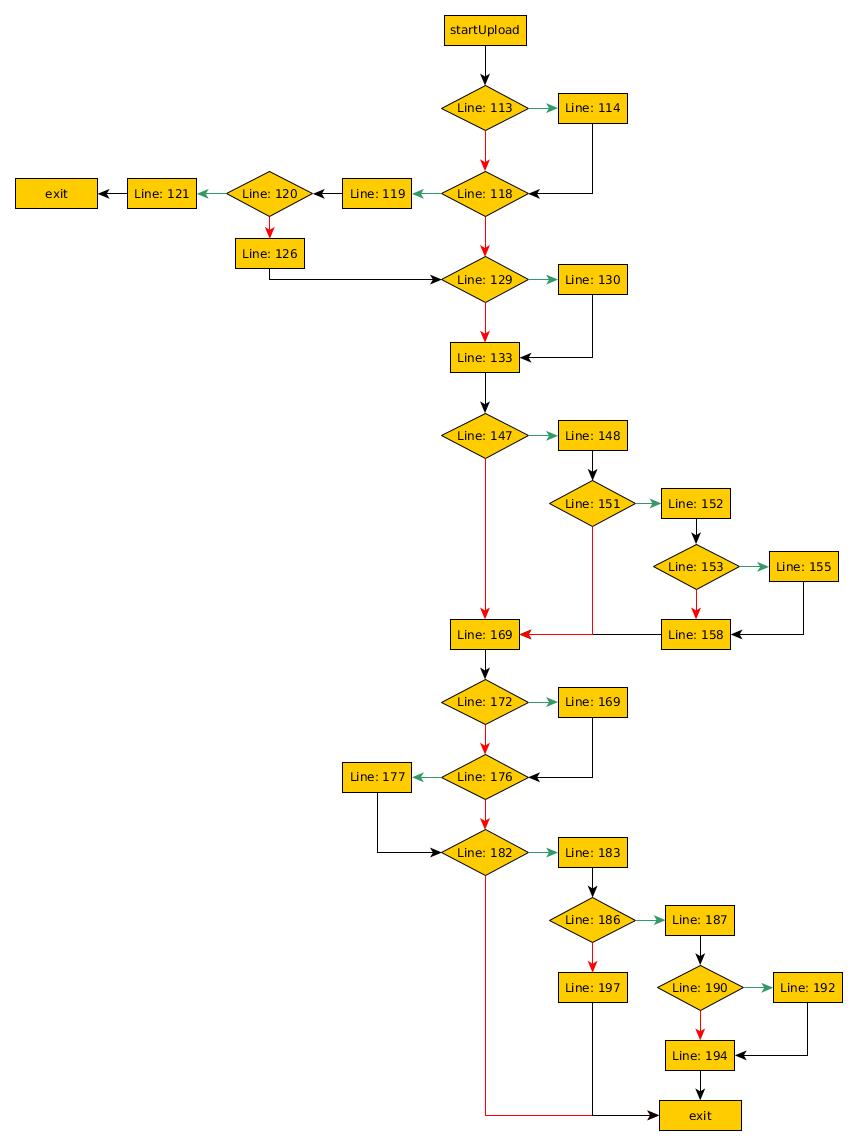 startUpload
Line: 113
Line: 114
exit
Line: 121
Line: 120
Line: 119
Line: 118
Line: 126
Line: 129
Line: 130
Line: 133
Line: 147
Line: 148
Line: 151
Line: 152
Line: 153
Line: 155
Line: 169
Line: 158
Line: 172
Line: 169
Line: 177
Line: 176
Line: 182
Line: 183
Line: 186
Line: 187
Line: 197
Line: 190
Line: 192
Line: 194
exit